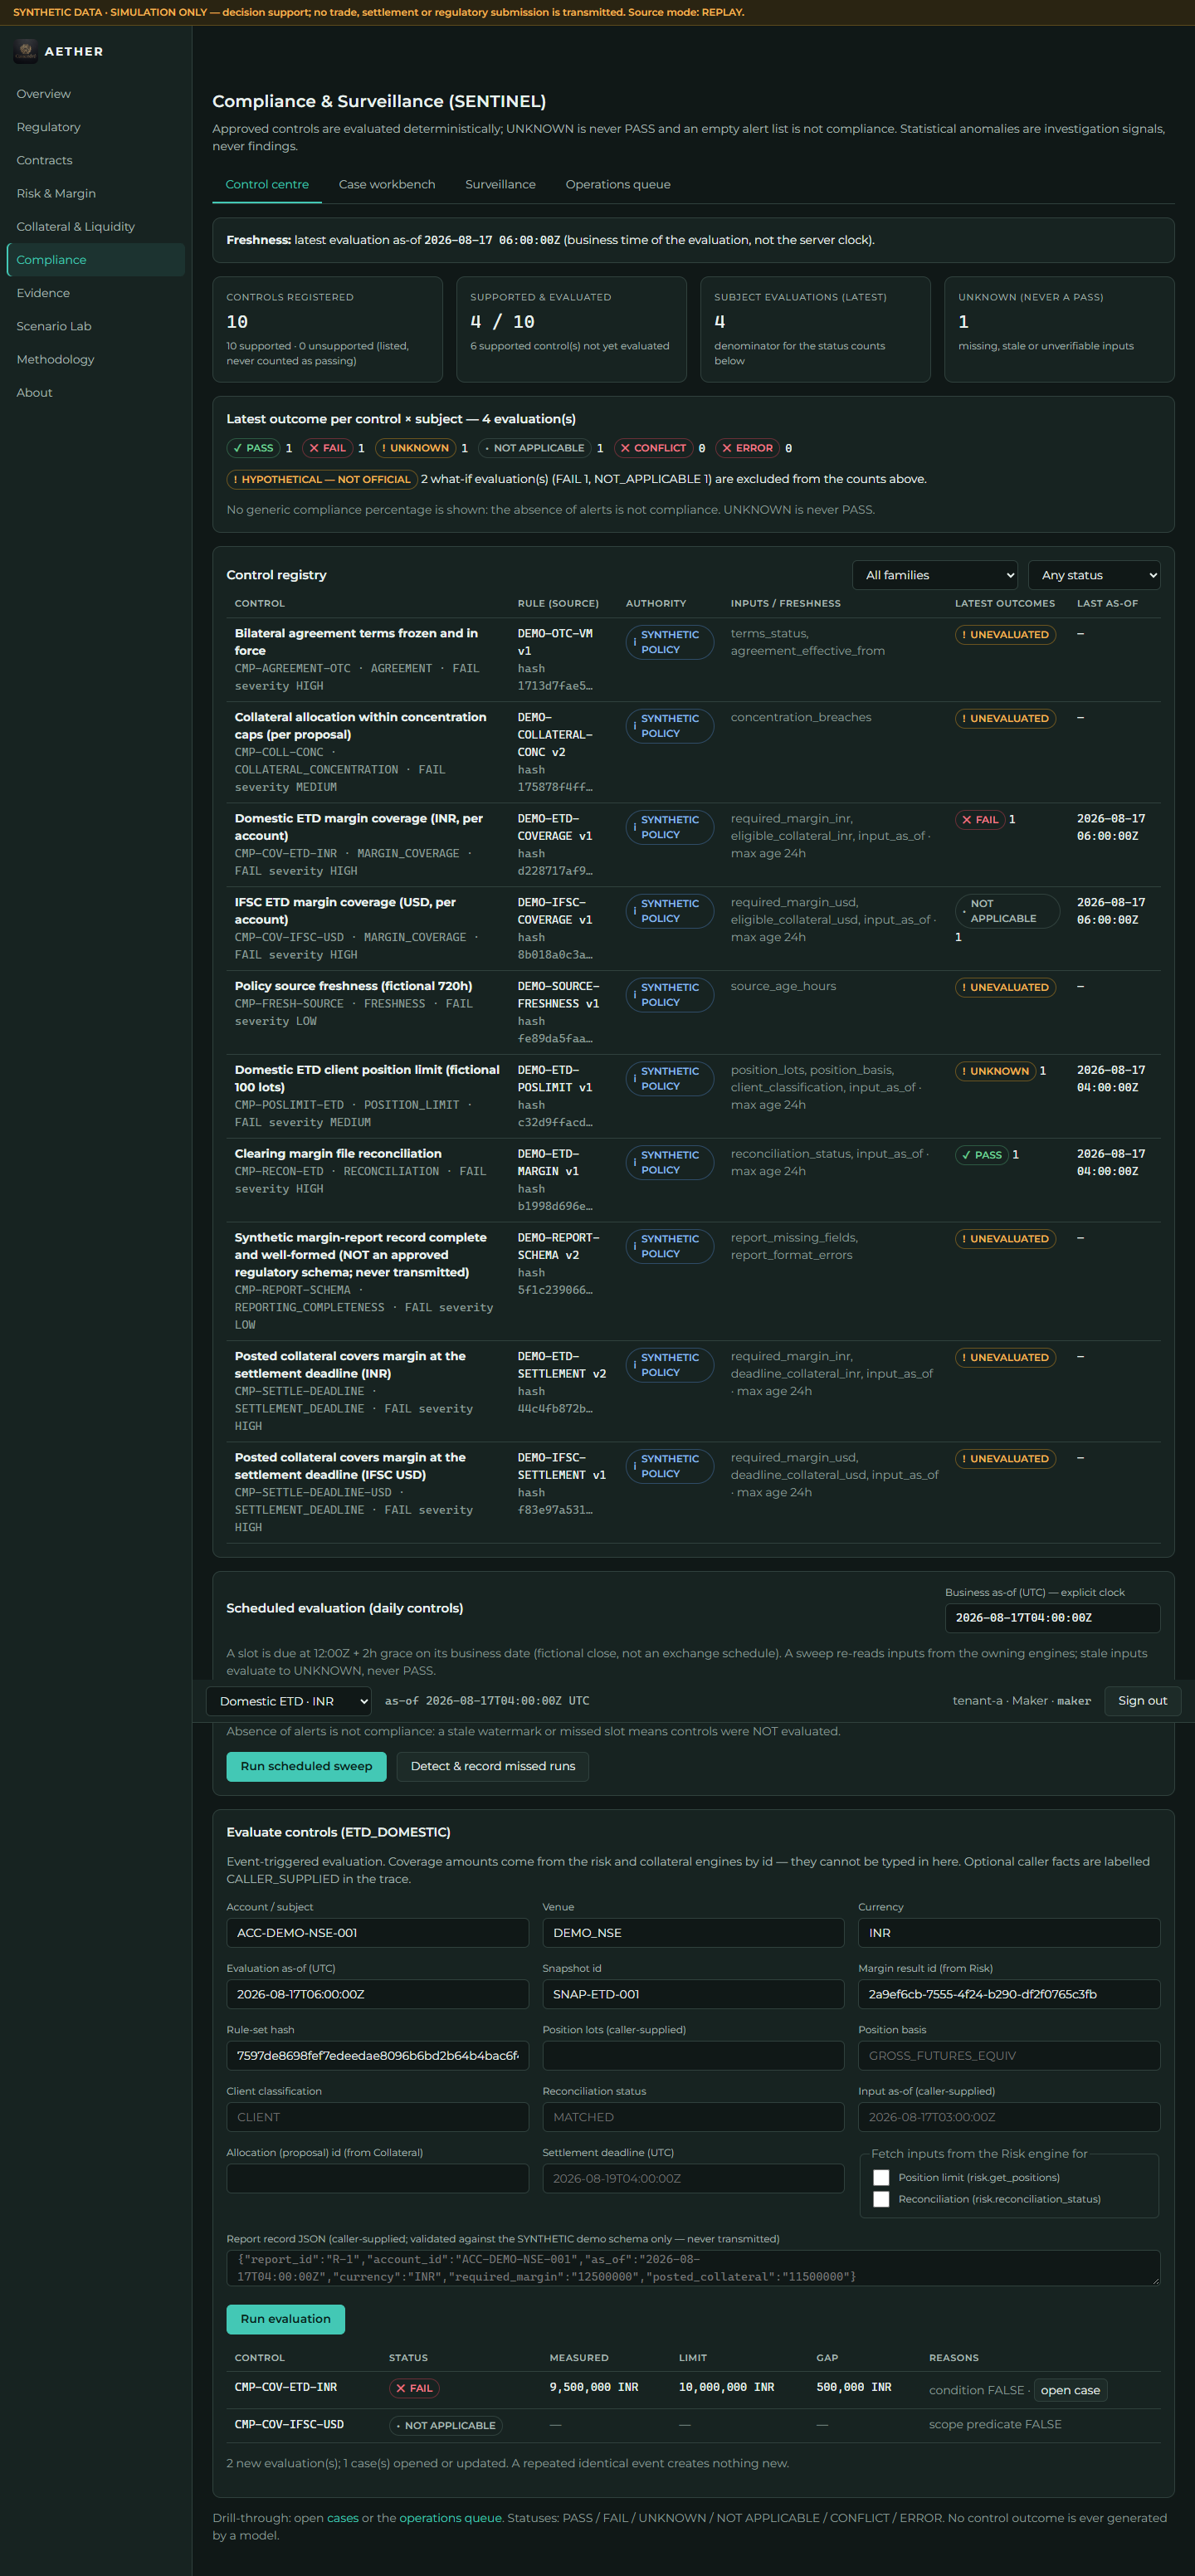 SYNTHETIC DATA · SIMULATION ONLY — decision support; no trade, settlement or regulatory submission is transmitted. Source mode: REPLAY.
AETHER
Overview
Regulatory
Contracts
Risk & Margin
Collateral & Liquidity
Compliance
Evidence
Scenario Lab
Methodology
About
Compliance & Surveillance (SENTINEL)
Approved controls are evaluated deterministically; UNKNOWN is never PASS and an empty alert list is not compliance. Statistical anomalies are investigation signals,
never findings.
Control centre Case workbench Surveillance Operations queue
Freshness: latest evaluation as-of 2026-08-17 06:00:00Z (business time of the evaluation, not the server clock).
CONTROLS REGISTERED
10
10 supported · 0 unsupported (listed,
never counted as passing)
SUPPORTED & EVALUATED
4 / 10
6 supported control(s) not yet evaluated
SUBJECT EVALUATIONS (LATEST)
4
denominator for the status counts
below
UNKNOWN (NEVER A PASS)
1
missing, stale or unverifiable inputs
Latest outcome per control × subject — 4 evaluation(s)
✓ PASS 1 ✕ FAIL 1 ! UNKNOWN 1 · NOT APPLICABLE 1 ✕ CONFLICT 0 ✕ ERROR 0
! HYPOTHETICAL — NOT OFFICIAL 2 what-if evaluation(s) (FAIL 1, NOT_APPLICABLE 1) are excluded from the counts above.
No generic compliance percentage is shown: the absence of alerts is not compliance. UNKNOWN is never PASS.
Control registry All families Any status
CONTROL RULE (SOURCE) AUTHORITY INPUTS / FRESHNESS LATEST OUTCOMES LAST AS-OF
Bilateral agreement terms frozen and in
force
CMP-AGREEMENT-OTC · AGREEMENT · FAIL
severity HIGH
DEMO-OTC-VM
v1
hash
1713d7fae5…
i SYNTHETIC
POLICY
terms_status,
agreement_effective_from
! UNEVALUATED
—
Collateral allocation within concentration
caps (per proposal)
CMP-COLL-CONC ·
COLLATERAL_CONCENTRATION · FAIL
severity MEDIUM
DEMO-
COLLATERAL-
CONC v2
hash
175878f4ff…
i SYNTHETIC
POLICY
concentration_breaches
! UNEVALUATED
—
Domestic ETD margin coverage (INR, per
account)
CMP-COV-ETD-INR · MARGIN_COVERAGE ·
FAIL severity HIGH
DEMO-ETD-
COVERAGE v1
hash
d228717af9…
i SYNTHETIC
POLICY
required_margin_inr,
eligible_collateral_inr, input_as_of ·
max age 24h
✕ FAIL 1
2026-08-17
06:00:00Z
IFSC ETD margin coverage (USD, per
account)
CMP-COV-IFSC-USD · MARGIN_COVERAGE ·
FAIL severity HIGH
DEMO-IFSC-
COVERAGE v1
hash
8b018a0c3a…
i SYNTHETIC
POLICY
required_margin_usd,
eligible_collateral_usd, input_as_of ·
max age 24h
· NOT
APPLICABLE
1
2026-08-17
06:00:00Z
Policy source freshness (fictional 720h)
CMP-FRESH-SOURCE · FRESHNESS · FAIL
severity LOW
DEMO-SOURCE-
FRESHNESS v1
hash
fe89da5faa…
i SYNTHETIC
POLICY
source_age_hours
! UNEVALUATED
—
Domestic ETD client position limit (fictional
100 lots)
CMP-POSLIMIT-ETD · POSITION_LIMIT ·
FAIL severity MEDIUM
DEMO-ETD-
POSLIMIT v1
hash
c32d9ffacd…
i SYNTHETIC
POLICY
position_lots, position_basis,
client_classification, input_as_of ·
max age 24h
! UNKNOWN 1
2026-08-17
04:00:00Z
Clearing margin file reconciliation
CMP-RECON-ETD · RECONCILIATION · FAIL
severity HIGH
DEMO-ETD-
MARGIN v1
hash
b1998d696e…
i SYNTHETIC
POLICY
reconciliation_status, input_as_of ·
max age 24h
✓ PASS 1
2026-08-17
04:00:00Z
Synthetic margin-report record complete
and well-formed (NOT an approved
regulatory schema; never transmitted)
CMP-REPORT-SCHEMA ·
REPORTING_COMPLETENESS · FAIL severity
LOW
DEMO-REPORT-
SCHEMA v2
hash
5f1c239066…
i SYNTHETIC
POLICY
report_missing_fields,
report_format_errors
! UNEVALUATED
—
Posted collateral covers margin at the
settlement deadline (INR)
CMP-SETTLE-DEADLINE ·
SETTLEMENT_DEADLINE · FAIL severity
HIGH
DEMO-ETD-
SETTLEMENT v2
hash
44c4fb872b…
i SYNTHETIC
POLICY
required_margin_inr,
deadline_collateral_inr, input_as_of
· max age 24h
! UNEVALUATED
—
Posted collateral covers margin at the
settlement deadline (IFSC USD)
CMP-SETTLE-DEADLINE-USD ·
SETTLEMENT_DEADLINE · FAIL severity
HIGH
DEMO-IFSC-
SETTLEMENT v1
hash
f83e97a531…
i SYNTHETIC
POLICY
required_margin_usd,
deadline_collateral_usd, input_as_of
· max age 24h
! UNEVALUATED
—
Scheduled evaluation (daily controls)
Business as-of (UTC) — explicit clock
2026-08-17T04:00:00Z
A slot is due at 12:00Z + 2h grace on its business date (fictional close, not an exchange schedule). A sweep re-reads inputs from the owning engines; stale inputs
evaluate to UNKNOWN, never PASS.
Domestic ETD · INR as-of 2026-08-17T04:00:00Z UTC tenant-a · Maker · maker Sign out
Absence of alerts is not compliance: a stale watermark or missed slot means controls were NOT evaluated.
Run scheduled sweep Detect & record missed runs
Evaluate controls (ETD_DOMESTIC)
Event-triggered evaluation. Coverage amounts come from the risk and collateral engines by id — they cannot be typed in here. Optional caller facts are labelled
CALLER_SUPPLIED in the trace.
Account / subject Venue Currency
ACC-DEMO-NSE-001 DEMO_NSE INR
Evaluation as-of (UTC) Snapshot id Margin result id (from Risk)
2026-08-17T06:00:00Z SNAP-ETD-001 2a9ef6cb-7555-4f24-b290-df2f0765c3fb
Rule-set hash Position lots (caller-supplied) Position basis
7597de8698fef7edeedae8096b6bd2b64b4bac6f GROSS_FUTURES_EQUIV
Client classification Reconciliation status Input as-of (caller-supplied)
CLIENT MATCHED 2026-08-17T03:00:00Z
Allocation (proposal) id (from Collateral) Settlement deadline (UTC) Fetch inputs from the Risk engine for
2026-08-19T04:00:00Z
Position limit (risk.get_positions)
Reconciliation (risk.reconciliation_status)
Report record JSON (caller-supplied; validated against the SYNTHETIC demo schema only — never transmitted)
{"report_id":"R-1","account_id":"ACC-DEMO-NSE-001","as_of":"2026-08-
17T04:00:00Z","currency":"INR","required_margin":"12500000","posted_collateral":"11500000"}
Run evaluation
CONTROL STATUS MEASURED LIMIT GAP REASONS
CMP-COV-ETD-INR ✕ FAIL 9,500,000 INR 10,000,000 INR 500,000 INR condition FALSE · open case
CMP-COV-IFSC-USD · NOT APPLICABLE — — — scope predicate FALSE
2 new evaluation(s); 1 case(s) opened or updated. A repeated identical event creates nothing new.
Drill-through: open cases or the operations queue. Statuses: PASS / FAIL / UNKNOWN / NOT APPLICABLE / CONFLICT / ERROR. No control outcome is ever generated
by a model.